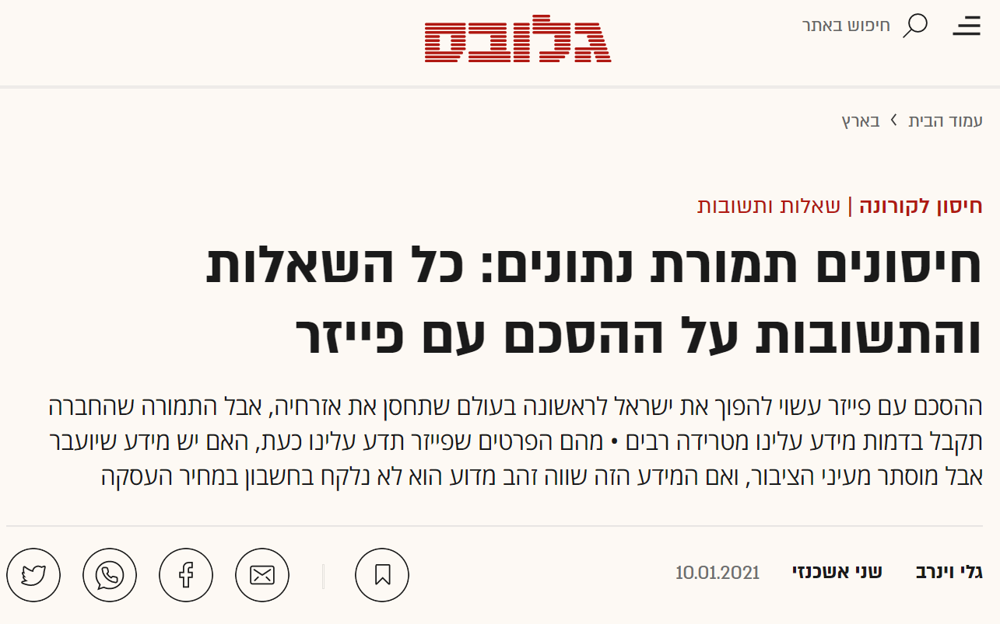 חיפוש באתר
גלובס
עמוד הבית › בארץ
חיסון לקורונה | שאלות ותשובות
חיסונים תמורת נתונים: כל השאלות
והתשובות על ההסכם עם פייזר
ההסכם עם פייזר עשוי להפוך את ישראל לראשונה בעולם שתחסן את אזרחיה, אבל התמורה שהחברה
תקבל בדמות מידע עלינו מטרידה רבים • מהם הפרטים שפייזר תדע עלינו כעת, האם יש מידע שיועבר
אבל מוסתר מעיני הציבור, ואם המידע הזה שווה זהב מדוע הוא לא נלקח בחשבון במחיר העסקה
גלי וינרב שני אשכנזי 10.01.2021